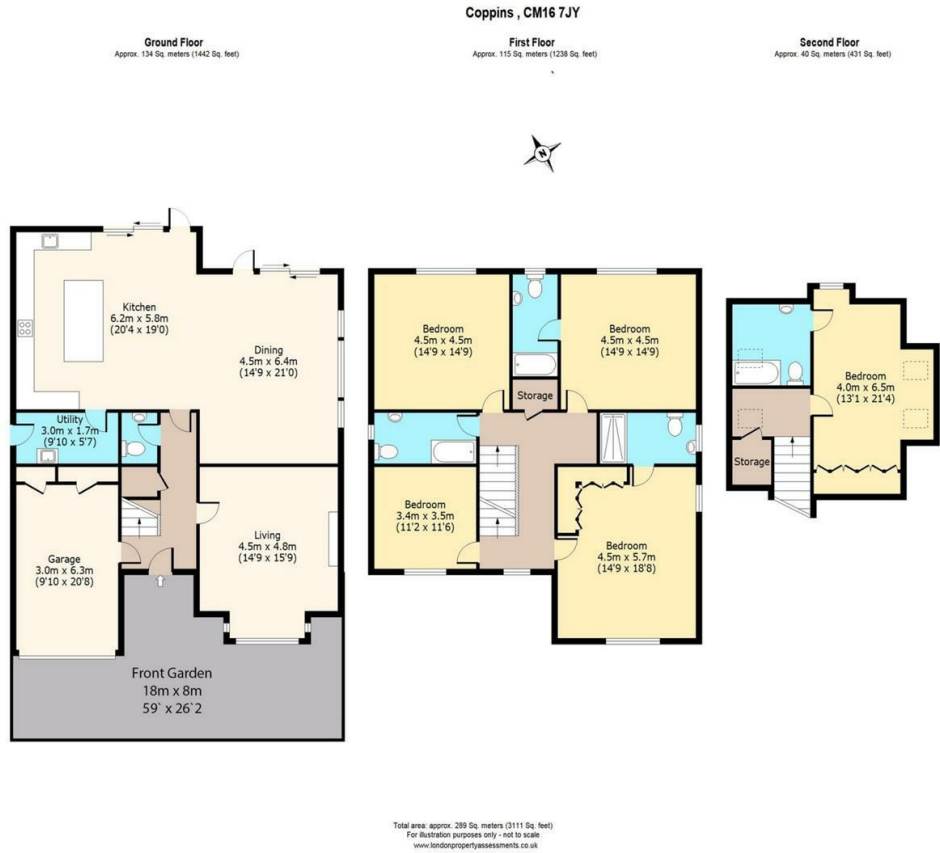 Coppins , CM16 7JY
Ground Floor
Approx. 134 Sq. meters (1442 Sq. feet)
First Floor
Approx. 115 Sq. meters (1238 Sq. feet)
Second Floor
Approx. 40 Sq. meters (431 Sq. feet)
N
Kitchen
6.2m x 5.8m
(20'4 x 19'0)
Dining
4.5m x 6.4m
(14'9 x 21'0)
Utility
3.0m x 1.7m
(9'10 x 5'7)
Garage
3.0m x 6.3m
(9'10 x 20'8)
Living
4.5m x 4.8m
(14'9 x 15'9)
Front Garden
18m x 8m
59` x 26`2
Bedroom
4.5m x 4.5m
(14'9 x 14'9)
Bedroom
4.5m x 4.5m
(14'9 x 14'9)
Storage
Bedroom
3.4m x 3.5m
(11'2 x 11'6)
Bedroom
4.5m x 5.7m
(14'9 x 18'8)
Bedroom
4.0m x 6.5m
(13'1 x 21'4)
Storage
Total area: approx. 289 Sq. meters (3111 Sq. feet)
For illustration purposes only - not to scale
www.londonpropertyassessments.co.uk